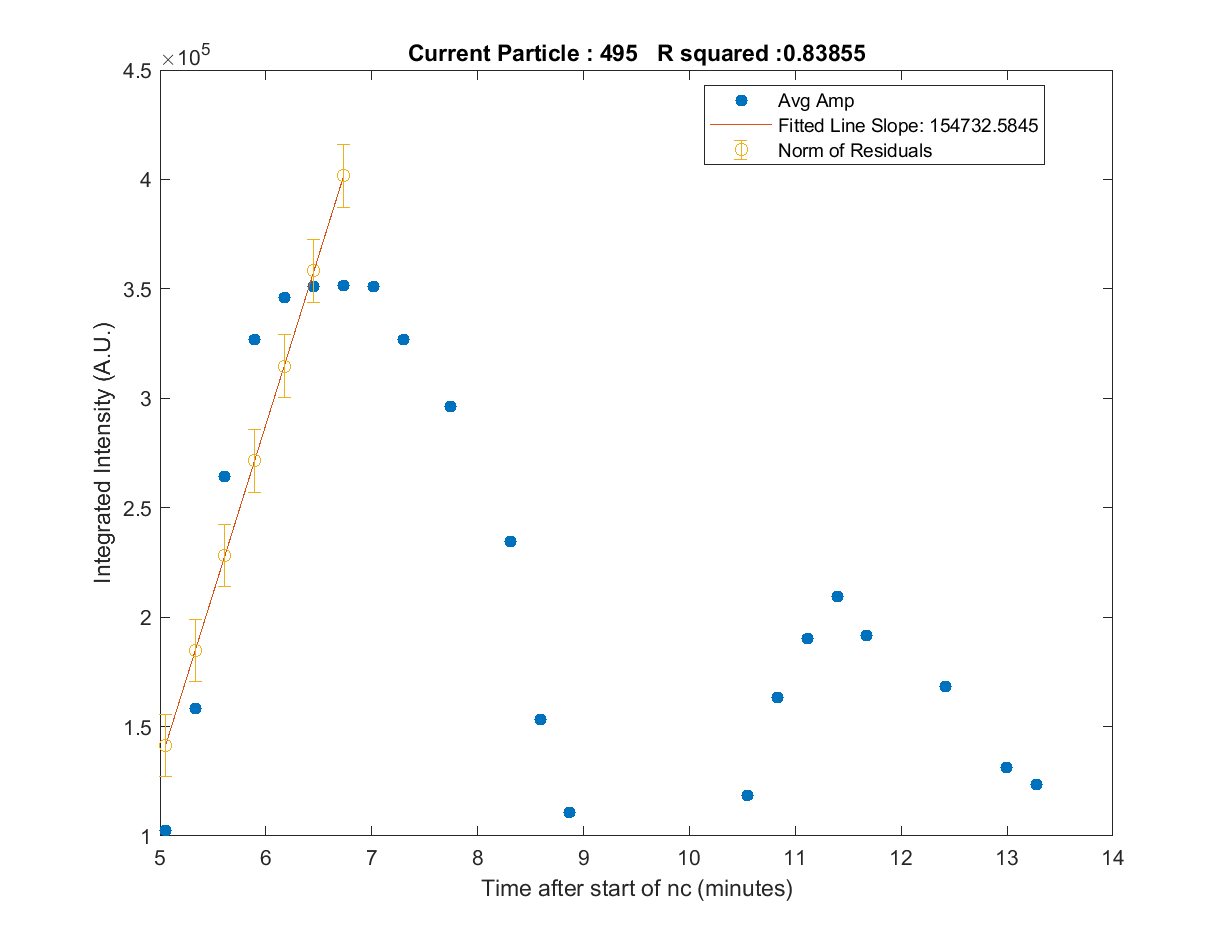 Current Particle : 495 R squared :0.83855
×10^5
4.5
4
3.5
3
2.5
2
1.5
1
Integrated Intensity (A.U.)
Avg Amp
Fitted Line Slope: 154732.5845
Norm of Residuals
5 6 7 8 9 10 11 12 13 14
Time after start of nc (minutes)